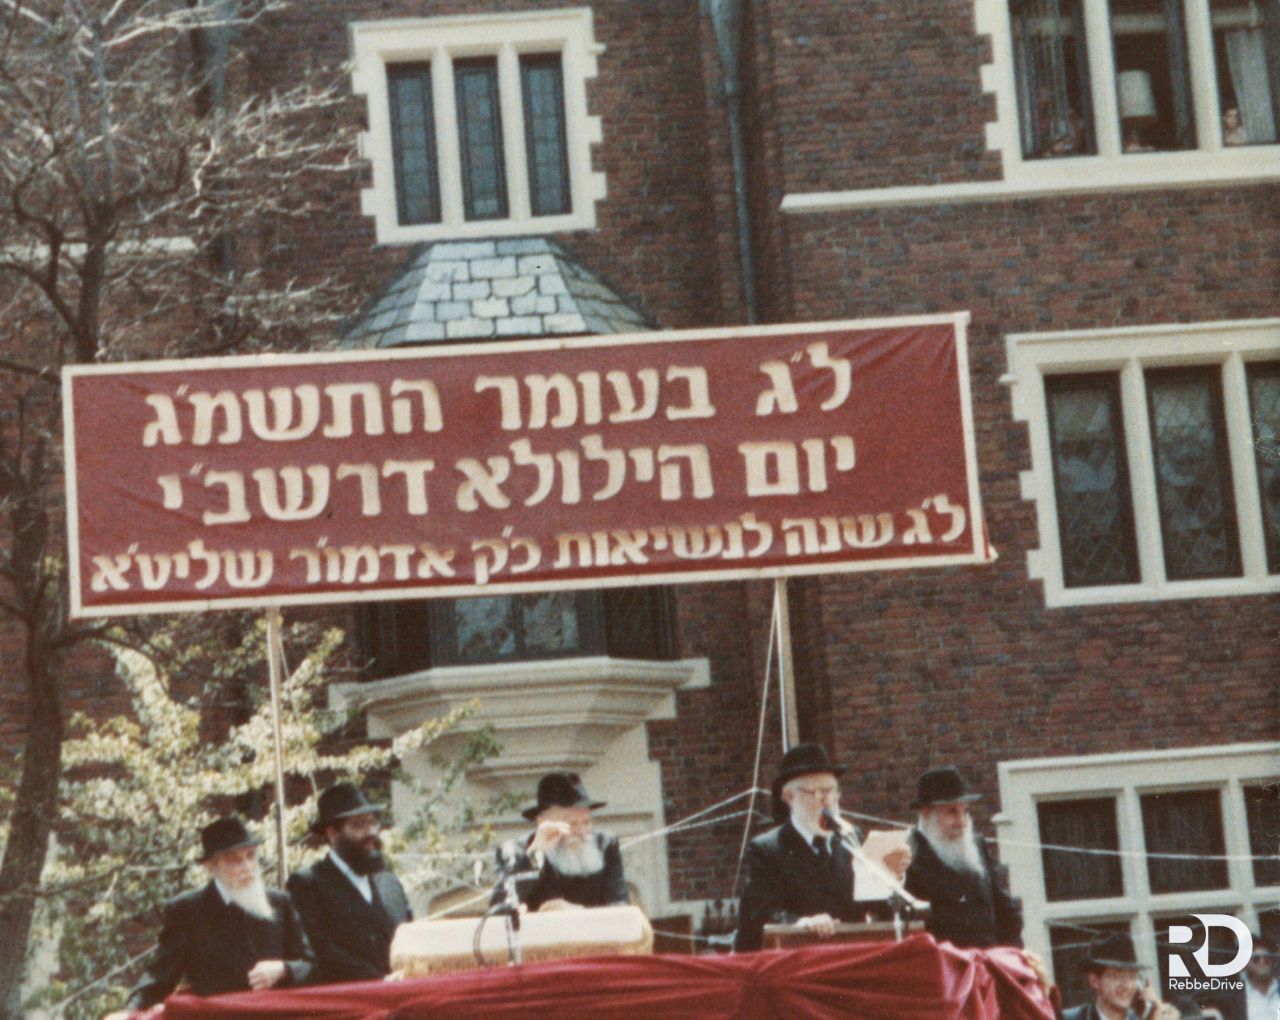 ל״ג בעומר התשמ״ג
יום הילולא דרשב״י
ל״ג שנה לנשיאות כ״ק אדמו״ר שליט״א
RD
RebbeDrive